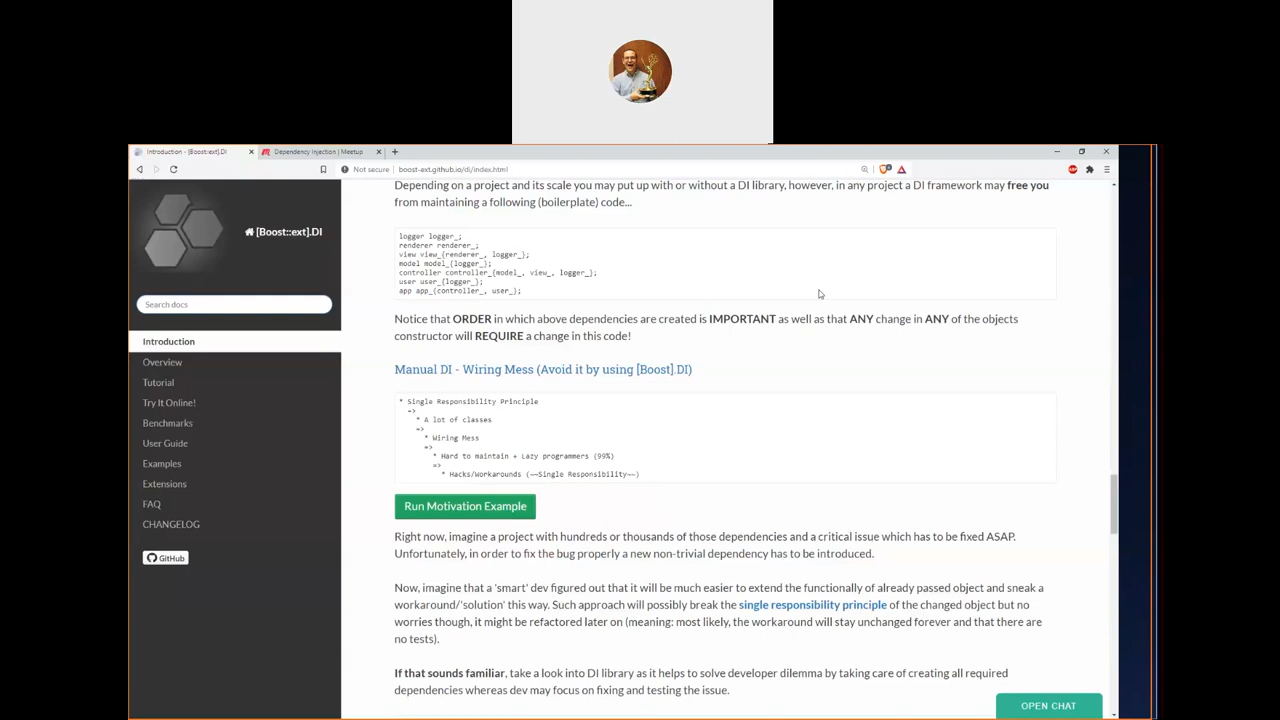 Introduction - [Boost::ext].DI
Dependency Injection | Meetup
Not secure
boost-ext.github.io/di/index.html
[Boost::ext].DI
Search docs
Introduction
Overview
Tutorial
Try It Online!
Benchmarks
User Guide
Examples
Extensions
FAQ
CHANGELOG
GitHub
Depending on a project and its scale you may put up with or without a DI library, however, in any project a DI framework may free you
from maintaining a following (boilerplate) code...
logger logger_;
renderer renderer_;
view view_{renderer_, logger_};
model model_{logger_};
controller controller_{model_, view_, logger_};
user user_{logger_};
app app_{controller_, user_};
Notice that ORDER in which above dependencies are created is IMPORTANT as well as that ANY change in ANY of the objects
constructor will REQUIRE a change in this code!
Manual DI - Wiring Mess (Avoid it by using [Boost].DI)
* Single Responsibility Principle
=>
* A lot of classes
=>
* Wiring Mess
=>
* Hard to maintain + Lazy programmers (99%)
=>
* Hacks/Workarounds (~~Single Responsibility~~)
Run Motivation Example
Right now, imagine a project with hundreds or thousands of those dependencies and a critical issue which has to be fixed ASAP.
Unfortunately, in order to fix the bug properly a new non-trivial dependency has to be introduced.
Now, imagine that a 'smart' dev figured out that it will be much easier to extend the functionally of already passed object and sneak a
workaround/'solution' this way. Such approach will possibly break the single responsibility principle of the changed object but no
worries though, it might be refactored later on (meaning: most likely, the workaround will stay unchanged forever and that there are
no tests).
If that sounds familiar, take a look into DI library as it helps to solve developer dilemma by taking care of creating all required
dependencies whereas dev may focus on fixing and testing the issue.
OPEN CHAT